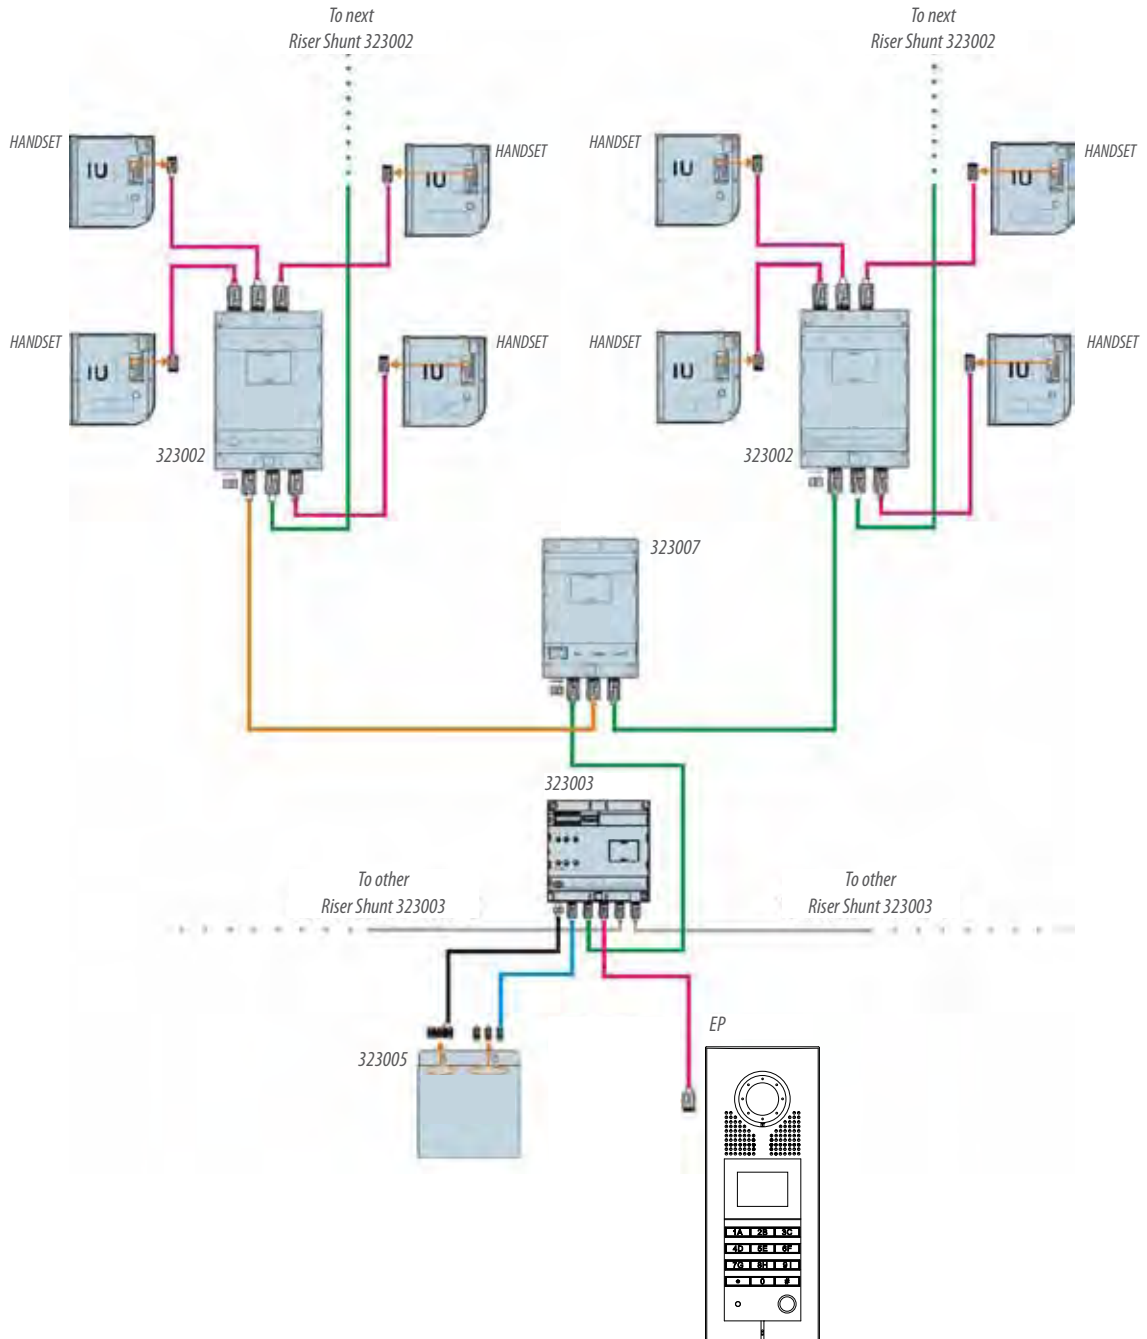 To next
Riser Shunt 323002
To next
Riser Shunt 323002
HANDSET
HANDSET
HANDSET
HANDSET
IU
IU
IU
IU
HANDSET
HANDSET
HANDSET
HANDSET
IU
IU
IU
IU
323002
323002
323007
323003
To other
Riser Shunt 323003
To other
Riser Shunt 323003
EP
323005
1A 2B 3C
4D 5E 6F
7G 8H 9I
* 0 #